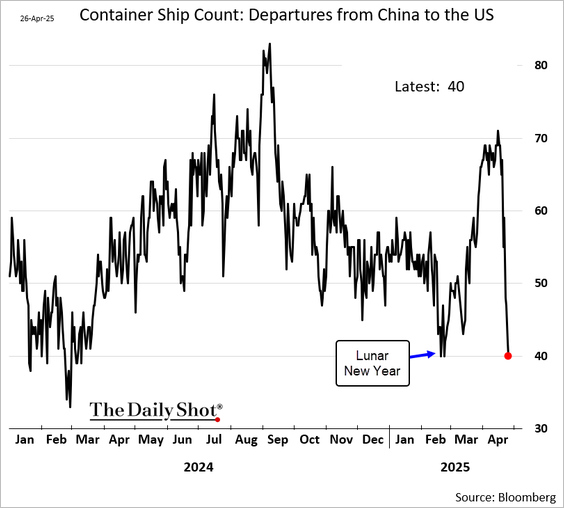 26-Apr-25
Container Ship Count: Departures from China to the US
Latest: 40
80
70
60
50
40
30
Lunar
New Year
The Daily Shot®
Jan Feb Mar Apr May Jun Jul Aug Sep Oct Nov Dec Jan Feb Mar Apr
2024 2025
Source: Bloomberg